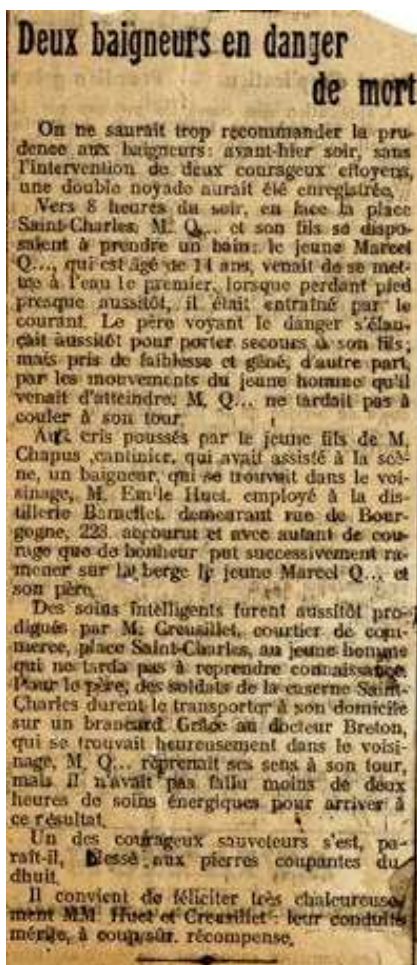 Deux baigneurs en danger
de mort
On ne saurait trop recommander la pru-
dence aux baigneurs: avant-hier soir, sans
l'intervention de deux courageux citoyens,
une double noyade aurait été enregistrée.
Vers 8 heures du soir, en face la place
Saint-Charles, M. Q... et son fils se dispo-
saient à prendre un bain; le jeune Marcel
Q..., qui est âgé de 14 ans, venait de se met-
tre à l'eau le premier, lorsque perdant pied
presque aussitôt, il était entraîné par le
courant. Le père voyant le danger s'élan-
çait aussitôt pour porter secours à son fils;
mais pris de faiblesse et gêné, d'autre part,
par les mouvements du jeune homme qu'il
venait d'atteindre, M. Q... ne tardait pas à
couler à son tour.
Aux cris poussés par le jeune fils de M.
Chapus, cantinier, qui avait assisté à la scè-
ne, un baigneur, qui se trouvait dans le voi-
sinage, M. Em'le Huet, employé à la dis-
tillerie demeurant rue de Bour-
gogne, 223, accourut et avec autant de cou-
rage que de bonheur put successivement ra-
mener sur la berge le jeune Marcel Q... et
son père.
Des soins intelligents furent aussitôt pro-
digués par M. Creusillet, courtier de com-
merce, place Saint-Charles, au jeune homme
qui ne tarda pas à reprendre connaissance.
Pour le père, des soldats de la caserne Saint-
Charles durent le transporter à son domicile
sur un brancard. Grâce au docteur Breton,
qui se trouvait heureusement dans le voisi-
nage, M. Q... reprenait ses sens à son tour,
mais il n'avait pas fallu moins de deux
heures de soins énergiques pour arriver à
ce résultat.
Un des courageux sauveteurs s'est, pa-
raît-il, blessé aux pierres coupantes du
dhuit.
Il convient de féliciter très chaleureuse-
ment MM. Huet et Creusillet: leur conduite
mérite, à coup sûr, récompense.